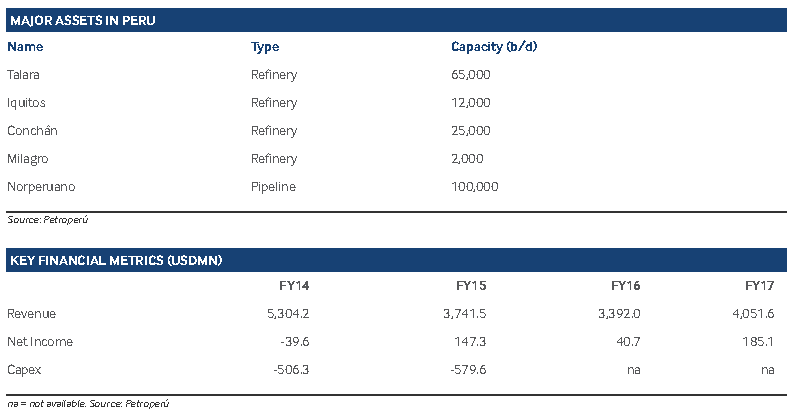 MAJOR ASSETS IN PERU
Name Type Capacity (b/d)
Talara Refinery 65,000
Iquitos Refinery 12,000
Conchán Refinery 25,000
Milagro Refinery 2,000
Norperuano Pipeline 100,000
Source: Petroperú
KEY FINANCIAL METRICS (USDMN)
FY14 FY15 FY16 FY17
Revenue 5,304.2 3,741.5 3,392.0 4,051.6
Net Income -39.6 147.3 40.7 185.1
Capex -506.3 -579.6 na na
na = not available. Source: Petroperú